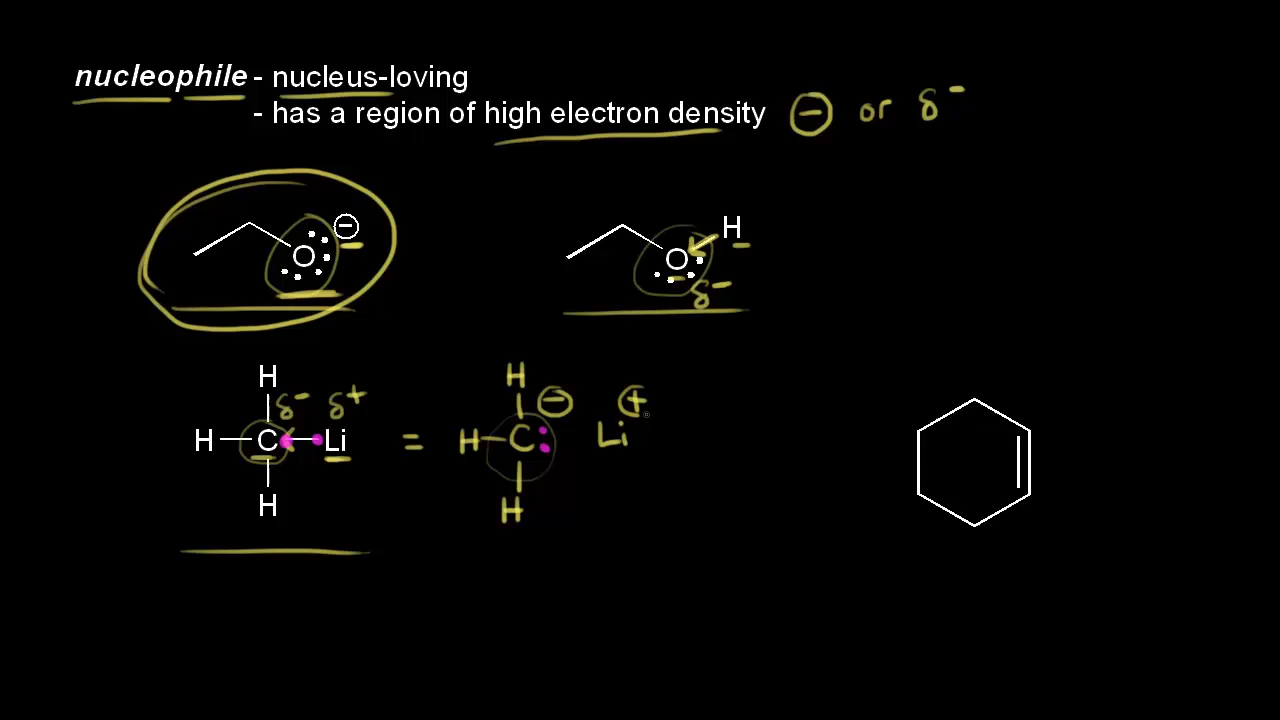 nucleophile - nucleus-loving
- has a region of high electron density ⊖ or δ⁻
O ⊖
H
O
δ⁻
H
δ⁻ δ⁺
H C Li
H
=
H
⊖ ⊕
H C: Li
H